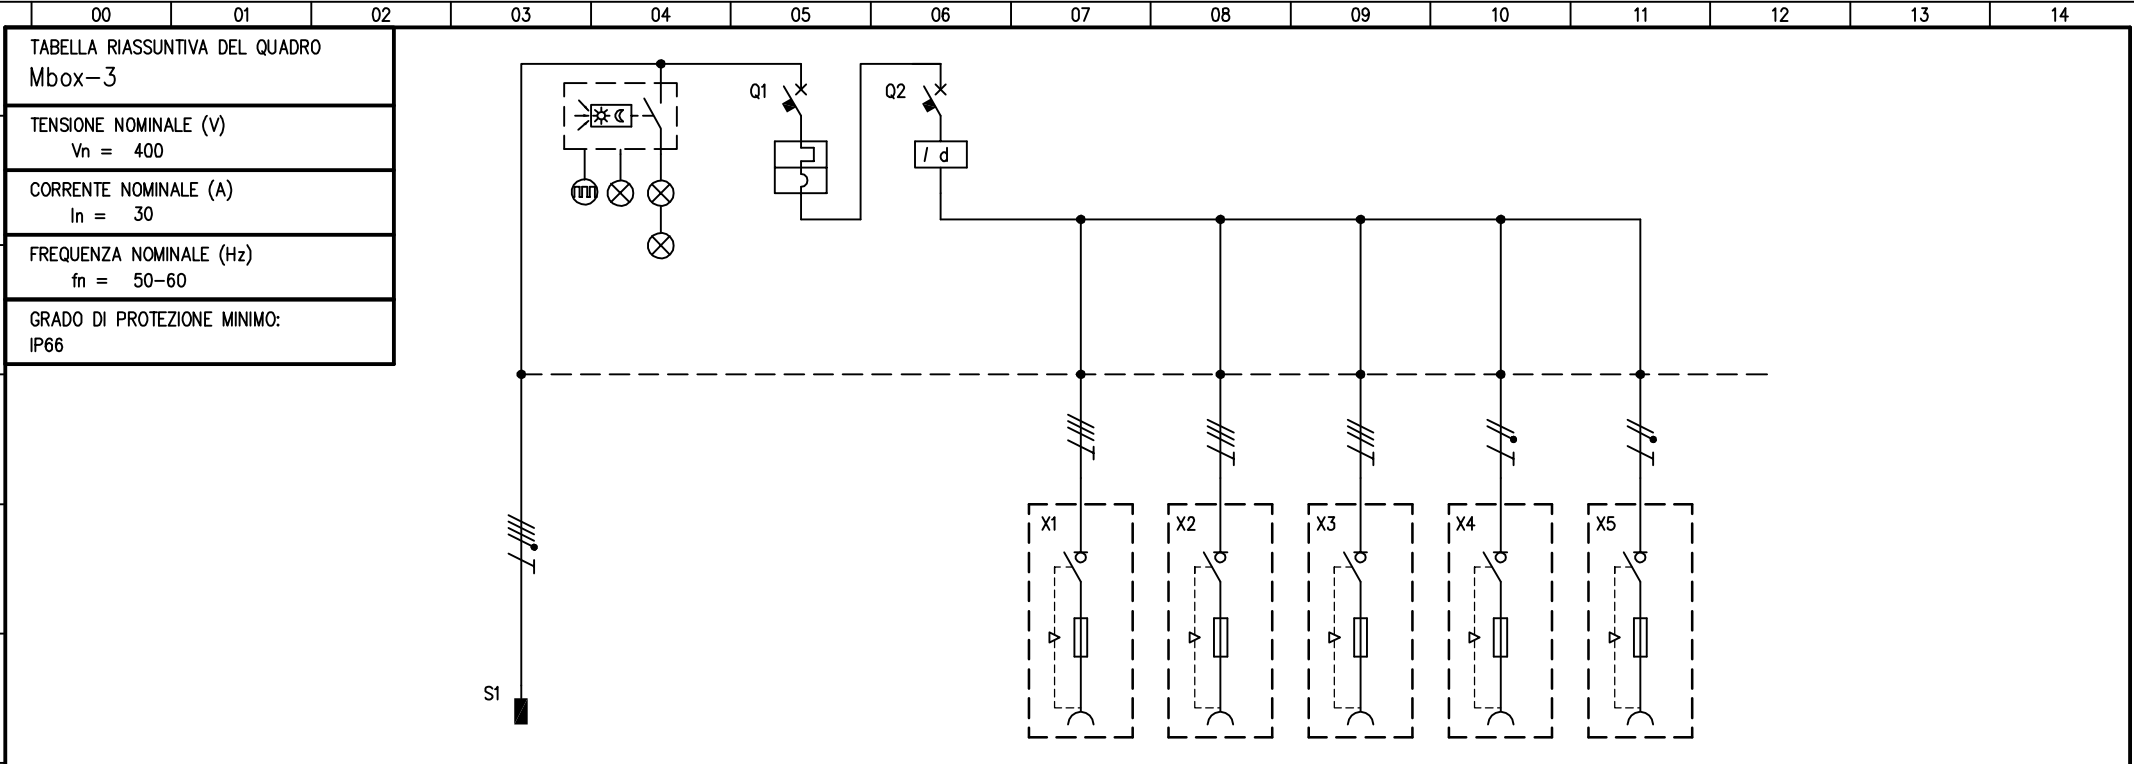 00 01 02 03 04 05 06 07 08 09 10 11 12 13 14
TABELLA RIASSUNTIVA DEL QUADRO
Mbox-3
TENSIONE NOMINALE (V)
Vn = 400
CORRENTE NOMINALE (A)
In = 30
FREQUENZA NOMINALE (Hz)
fn = 50-60
GRADO DI PROTEZIONE MINIMO:
IP66
Q1
Q2
I d
X1
X2
X3
X4
X5
S1